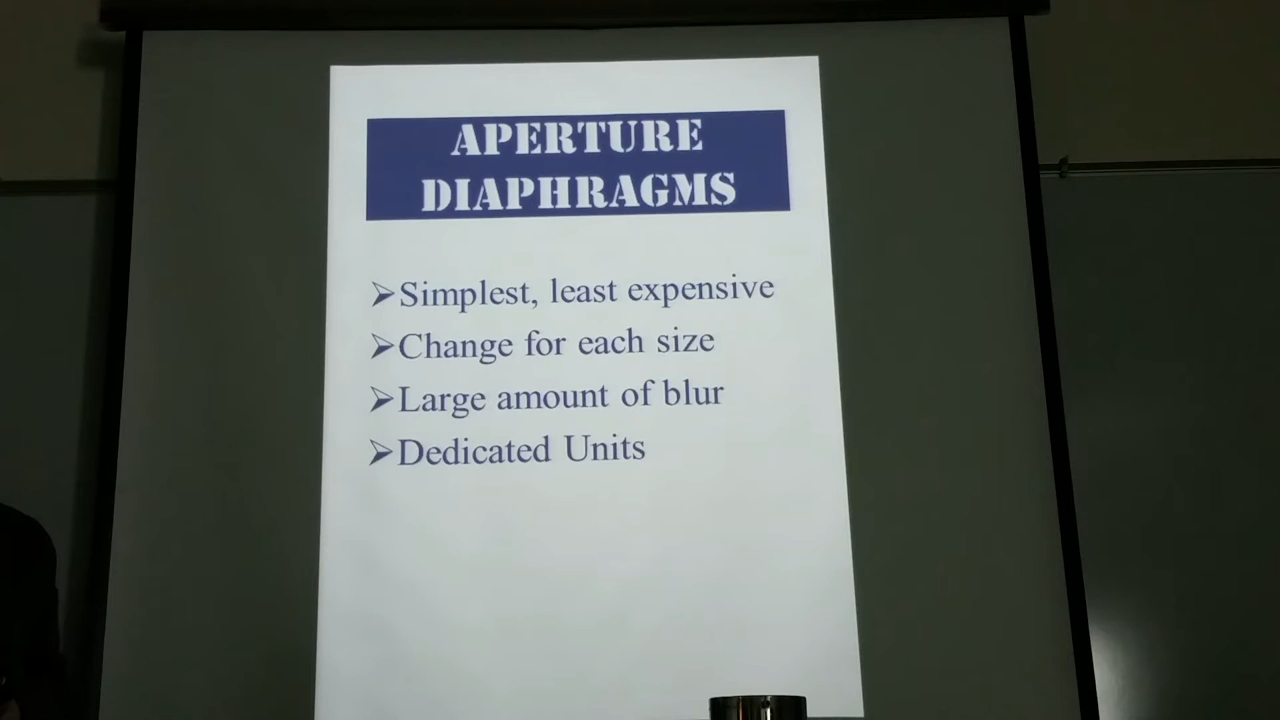 APERTURE
DIAPHRAGMS
➢Simplest, least expensive
➢Change for each size
➢Large amount of blur
➢Dedicated Units